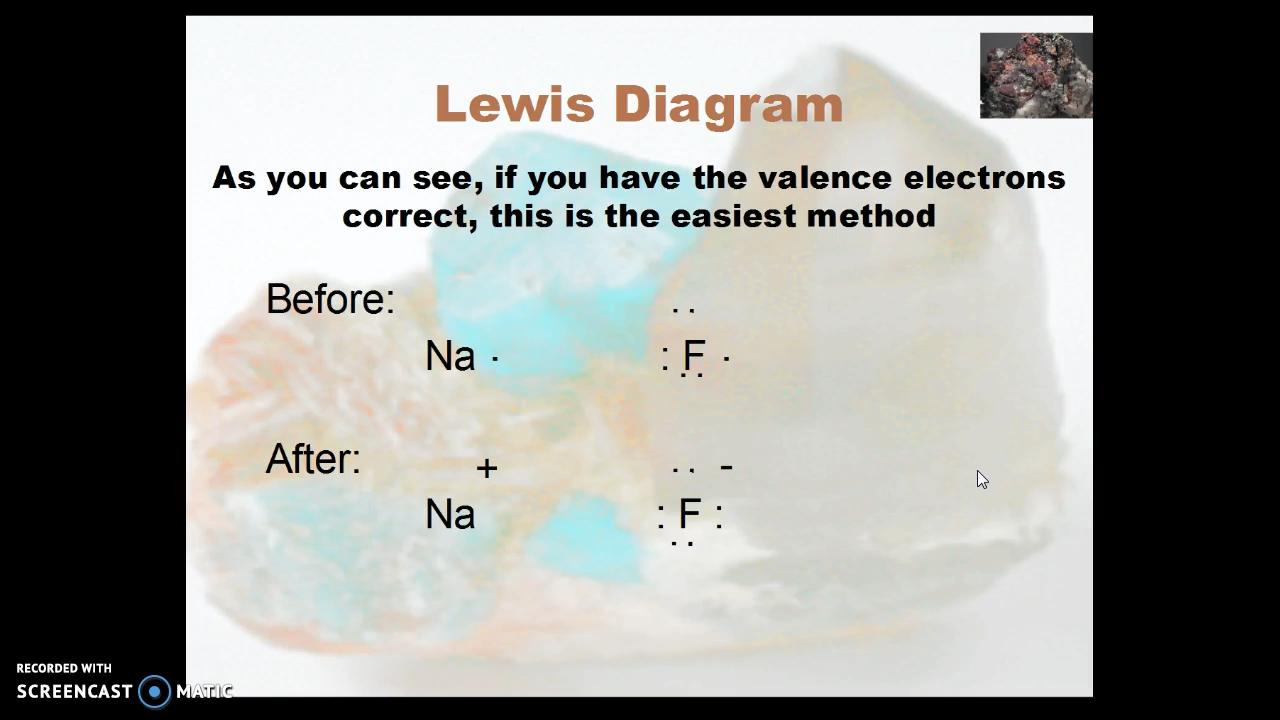 Lewis Diagram
As you can see, if you have the valence electrons
correct, this is the easiest method
Before:
. .
Na · : F ·
. .
After: + . . -
Na : F :
. .
RECORDED WITH
SCREENCAST MATIC